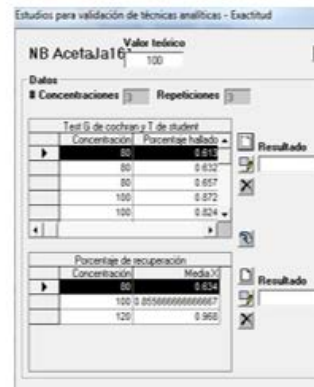 Estudios para validación de técnicas analíticas - Exactitud
Valor teórico
NB AcetaJa16
100
Datos
# Concentraciones 3 Repeticiones 3
Test G de cochran y T de student
Concentración Porcentaje hallado
80 0.613
80 0.632
80 0.657
100 0.872
100 0.824
Resultado
Porcentaje de recuperación
Concentración Media X
80 0.634
100 0.855666666666667
120 0.968
Resultado